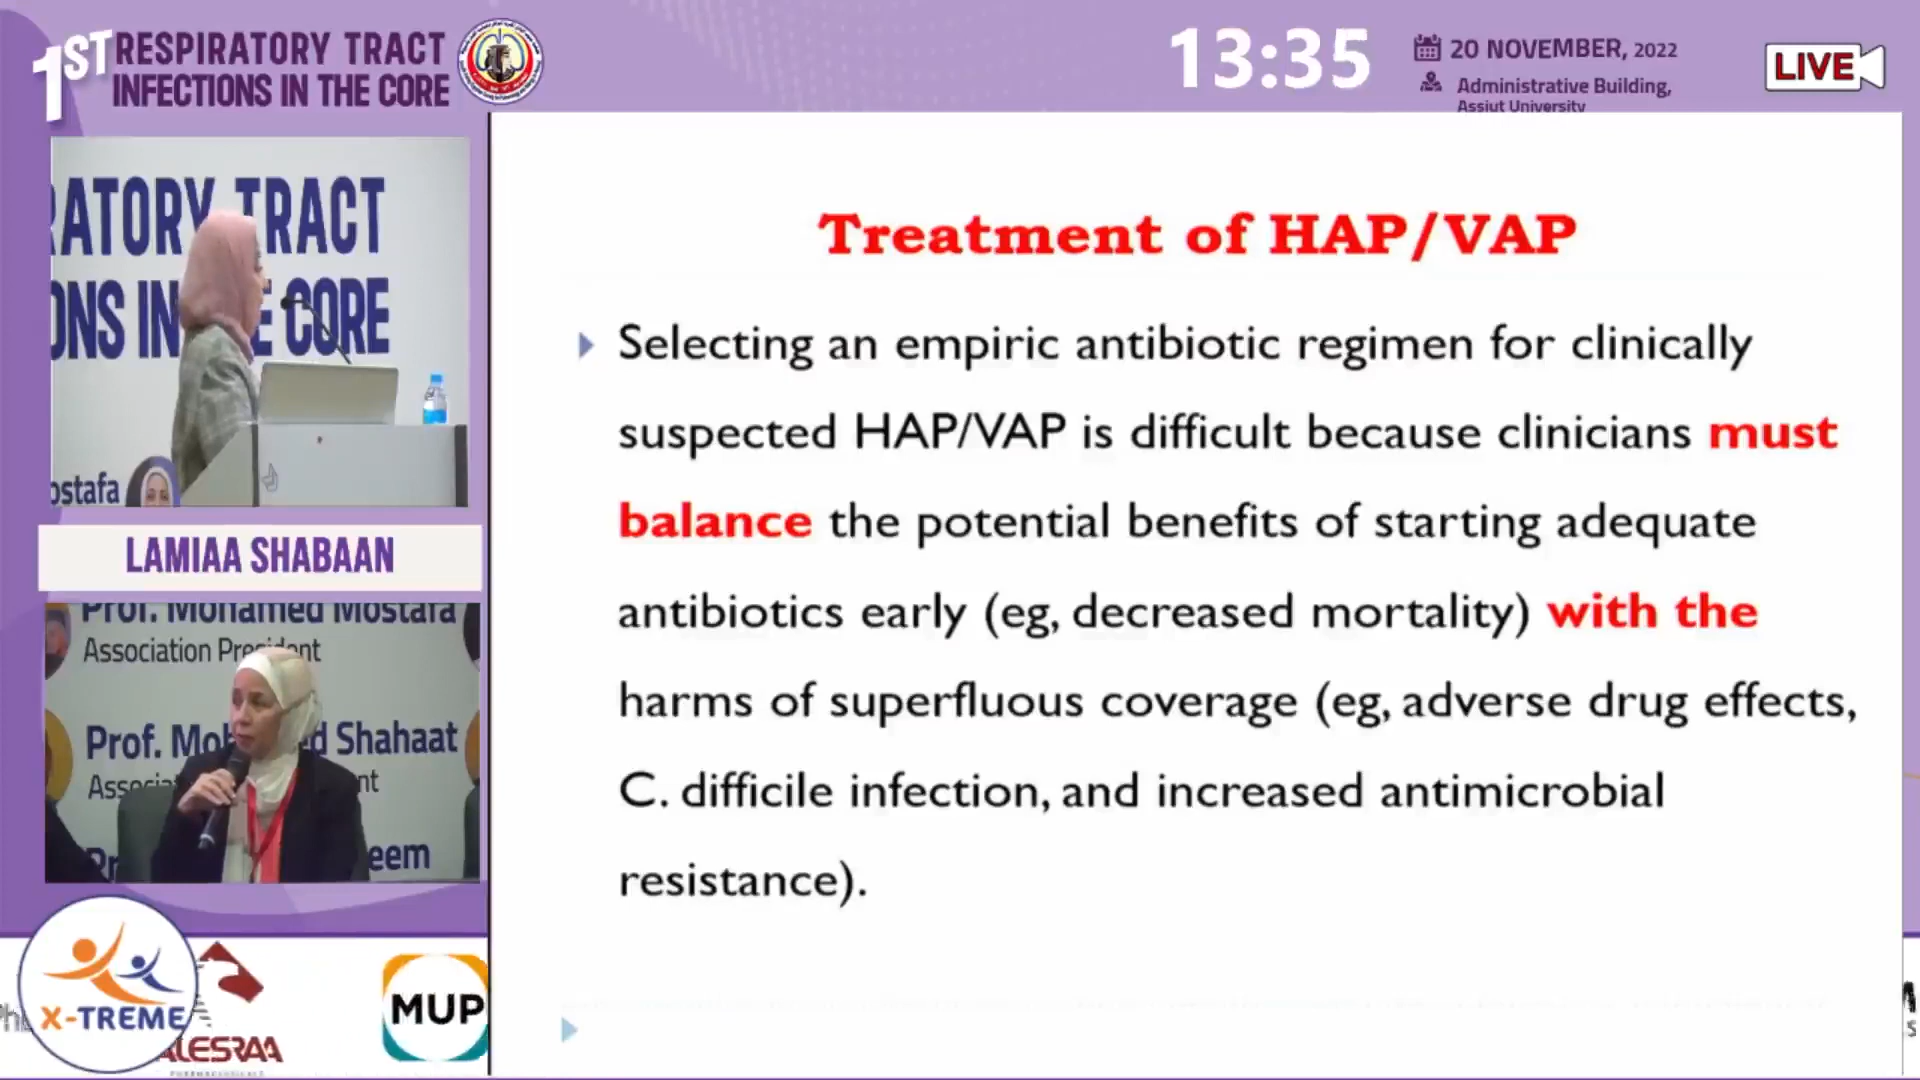 1ST RESPIRATORY TRACT
INFECTIONS IN THE CORE
13:35
20 NOVEMBER, 2022
Administrative Building,
Assiut University
LIVE
RATORY TRACT
ONS IN THE CORE
ostafa
LAMIAA SHABAAN
Prof. Mohamed Mostafa
Association President
Prof. Moh d Shahaat
Associa nt
Pr eem
Treatment of HAP/VAP
Selecting an empiric antibiotic regimen for clinically
suspected HAP/VAP is difficult because clinicians must
balance the potential benefits of starting adequate
antibiotics early (eg, decreased mortality) with the
harms of superfluous coverage (eg, adverse drug effects,
C. difficile infection, and increased antimicrobial
resistance).
X-TREME
ALESRAA
PHARMACEUTICALS
MUP